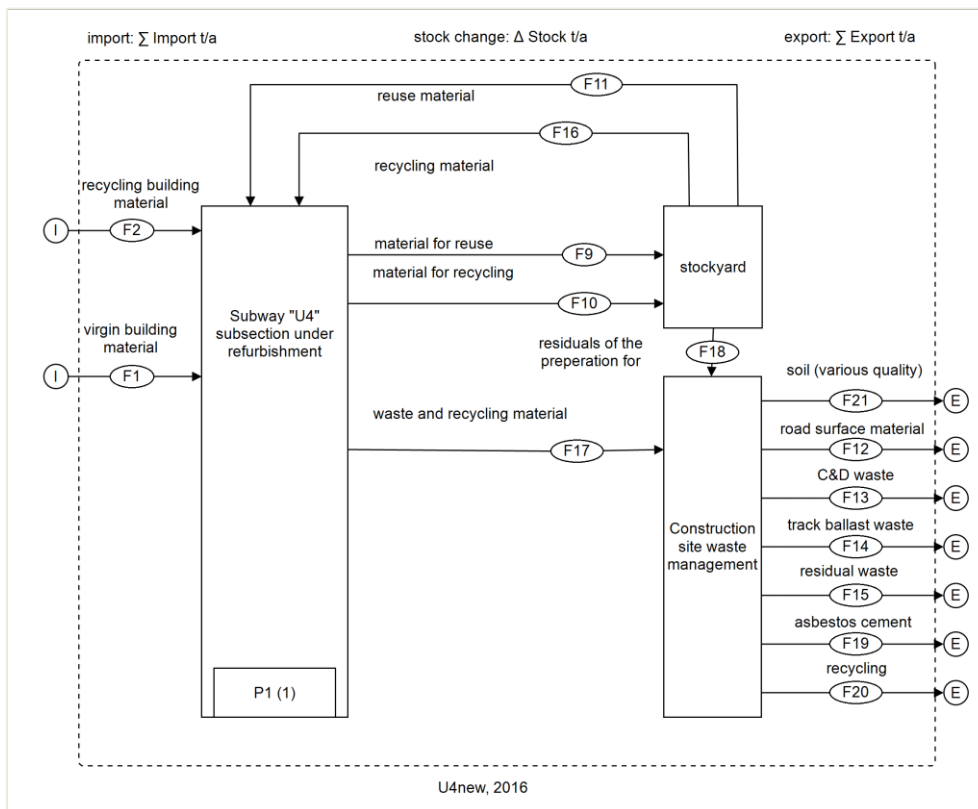 import: ∑ Import t/a
stock change: Δ Stock t/a
export: ∑ Export t/a
F11
reuse material
F16
recycling material
recycling building
material
I
F2
material for reuse
F9
stockyard
material for recycling
F10
Subway "U4"
subsection under
refurbishment
virgin building
material
I
F1
residuals of the
preperation for
F18
soil (various quality)
F21
E
waste and recycling material
F17
road surface material
F12
E
C&D waste
F13
E
Construction
site waste
management
track ballast waste
F14
E
residual waste
F15
E
asbestos cement
F19
E
recycling
F20
E
P1 (1)
U4new, 2016